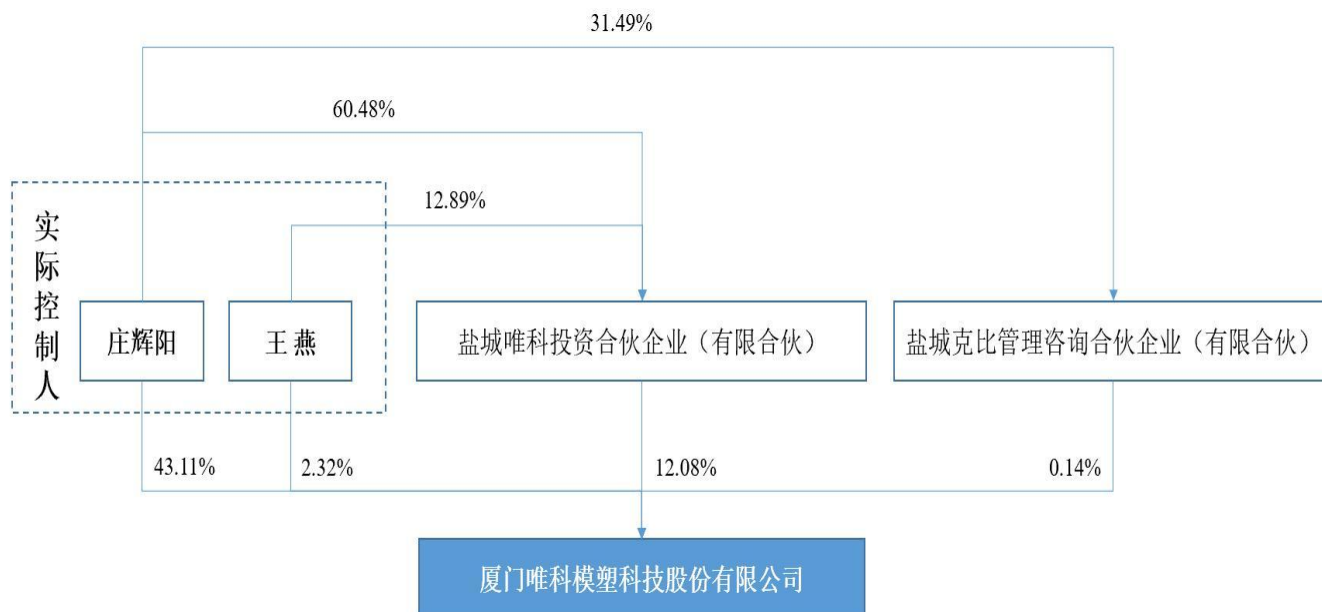 31.49%
60.48%
12.89%
实际控制人
庄辉阳
王燕
盐城唯科投资合伙企业（有限合伙）
盐城克比管理咨询合伙企业（有限合伙）
43.11%
2.32%
12.08%
0.14%
厦门唯科模塑科技股份有限公司